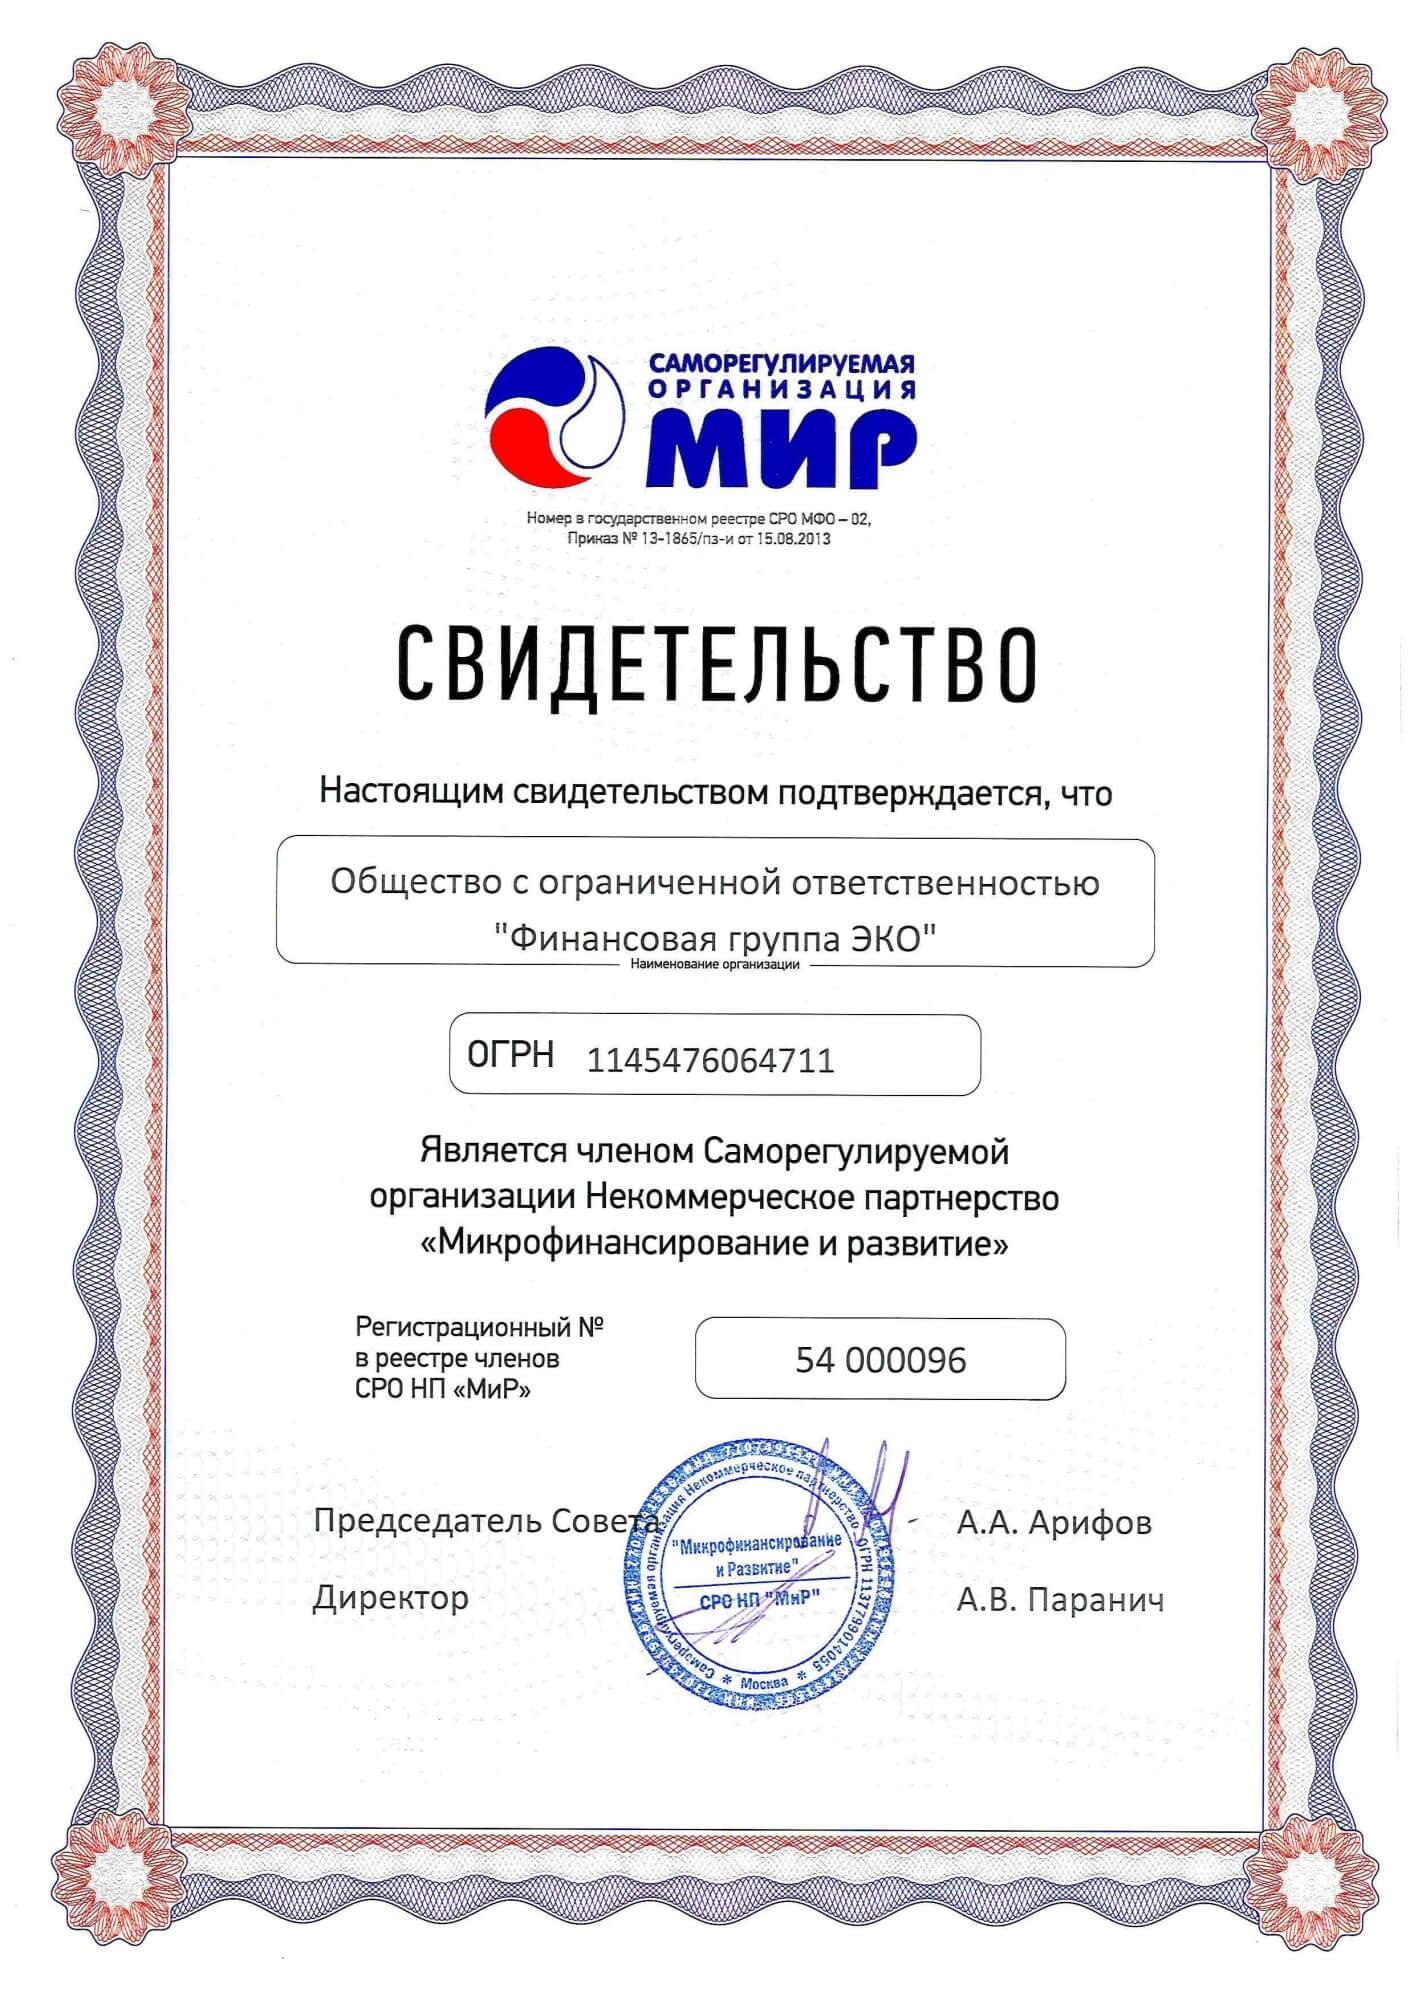 САМОРЕГУЛИРУЕМАЯ
ОРГАНИЗАЦИЯ
МИР
Номер в государственном реестре СРО МФО – 02,
Приказ № 13-1865/пз-и от 15.08.2013
СВИДЕТЕЛЬСТВО
Настоящим свидетельством подтверждается, что
Общество с ограниченной ответственностью
"Финансовая группа ЭКО"
Наименование организации
ОГРН 1145476064711
Является членом Саморегулируемой
организации Некоммерческое партнерство
«Микрофинансирование и развитие»
Регистрационный №
в реестре членов
СРО НП «МиР»
54 000096
Председатель Совета
А.А. Арифов
Директор
А.В. Паранич
Саморегулируемая организация Некоммерческое партнерство ОГРН 1137799014055
"Микрофинансирование
и Развитие"
СРО НП "МиР"
* Москва *